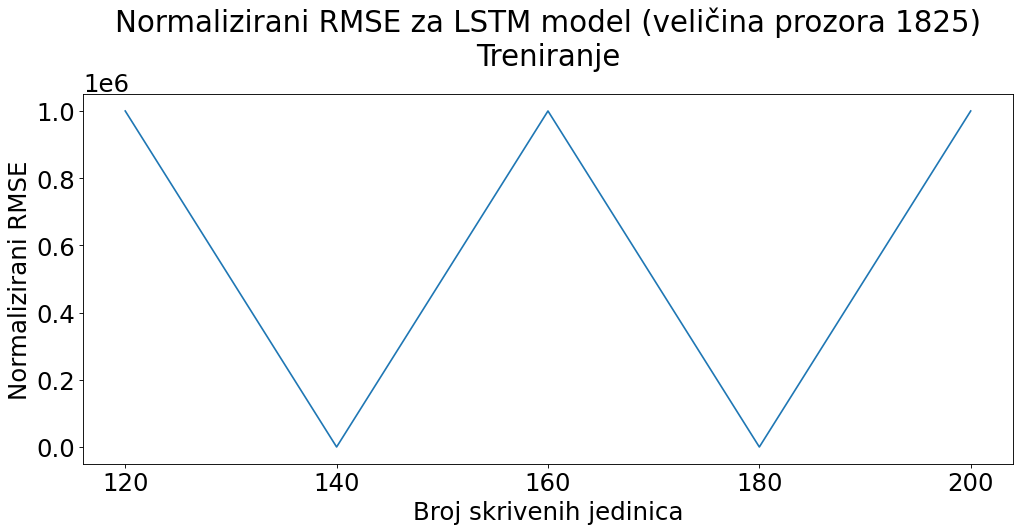 Normalizirani RMSE za LSTM model (veličina prozora 1825)
Treniranje
1e6
1.0
0.8
0.6
0.4
0.2
0.0
Normalizirani RMSE
120 140 160 180 200
Broj skrivenih jedinica